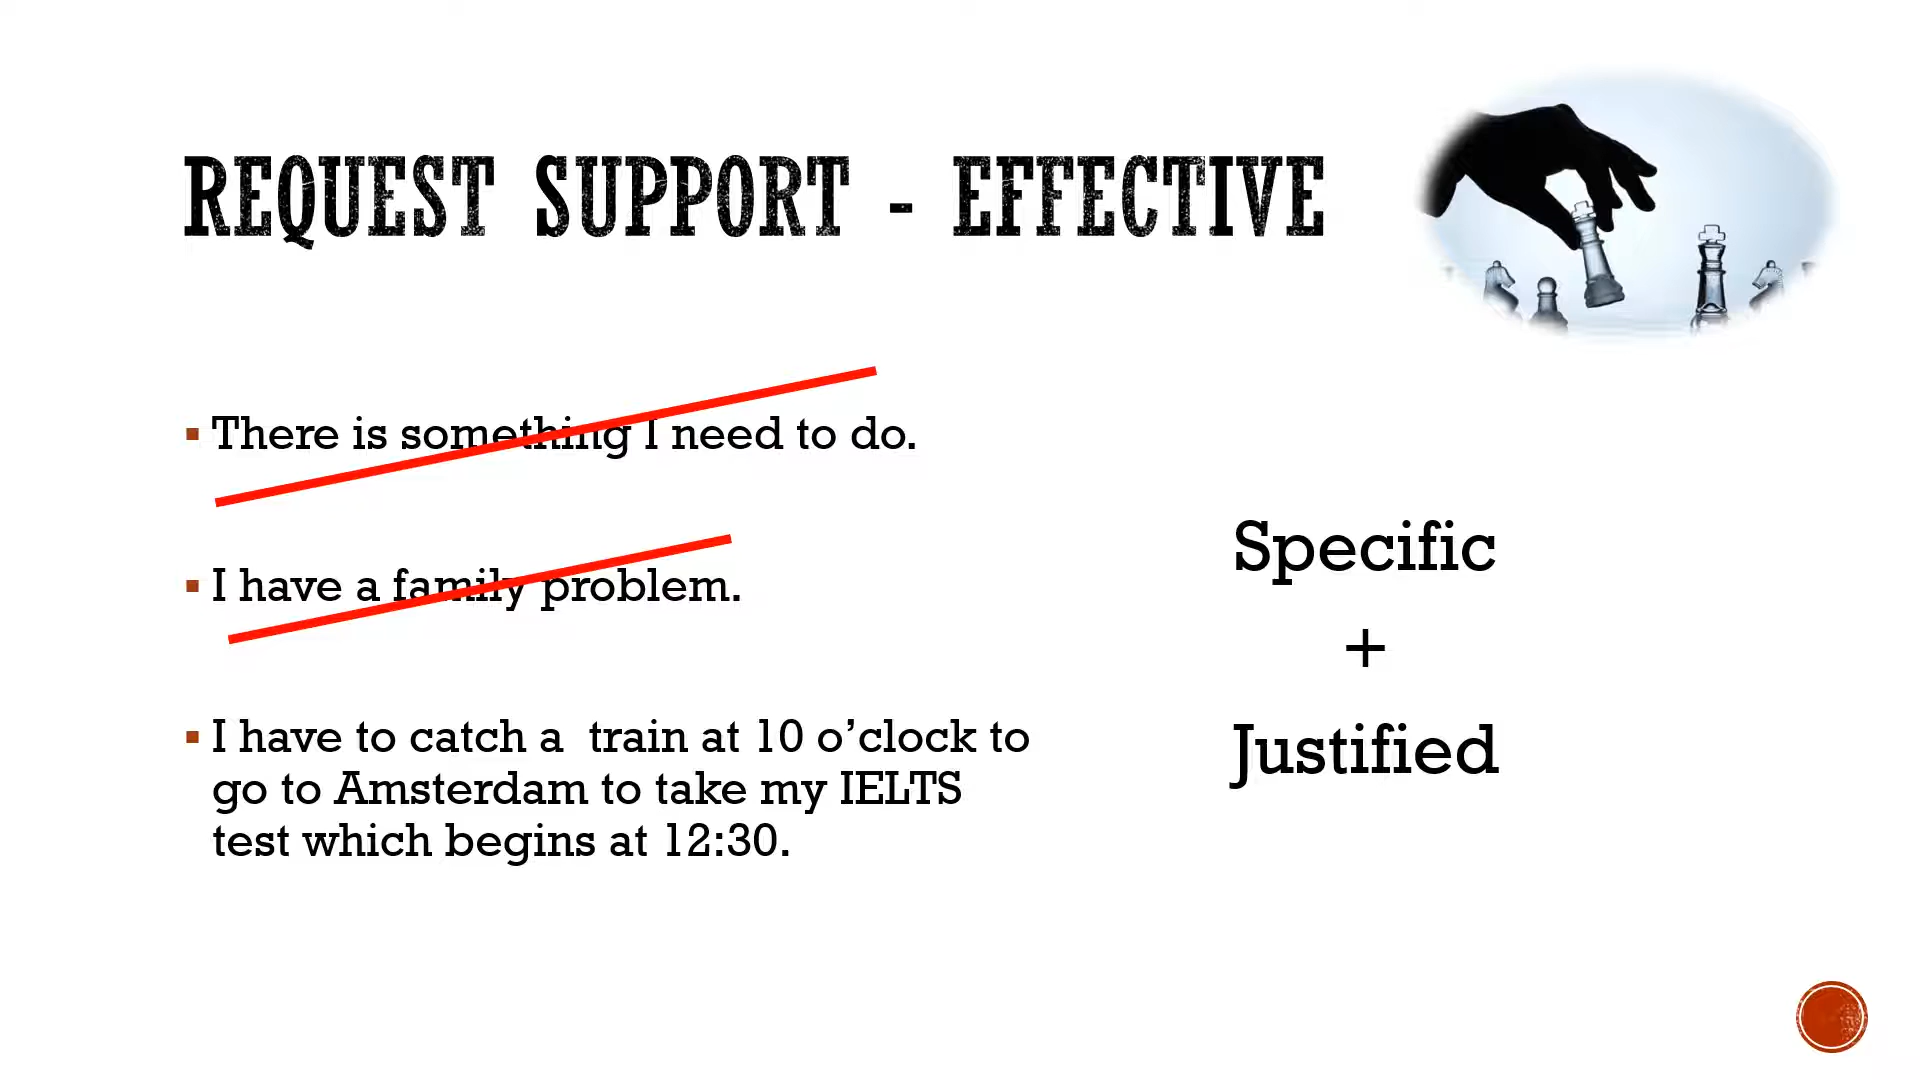 REQUEST SUPPORT - EFFECTIVE
There is something I need to do.
I have a family problem.
I have to catch a  train at 10 o’clock to
go to Amsterdam to take my IELTS
test which begins at 12:30.
Specific
+
Justified